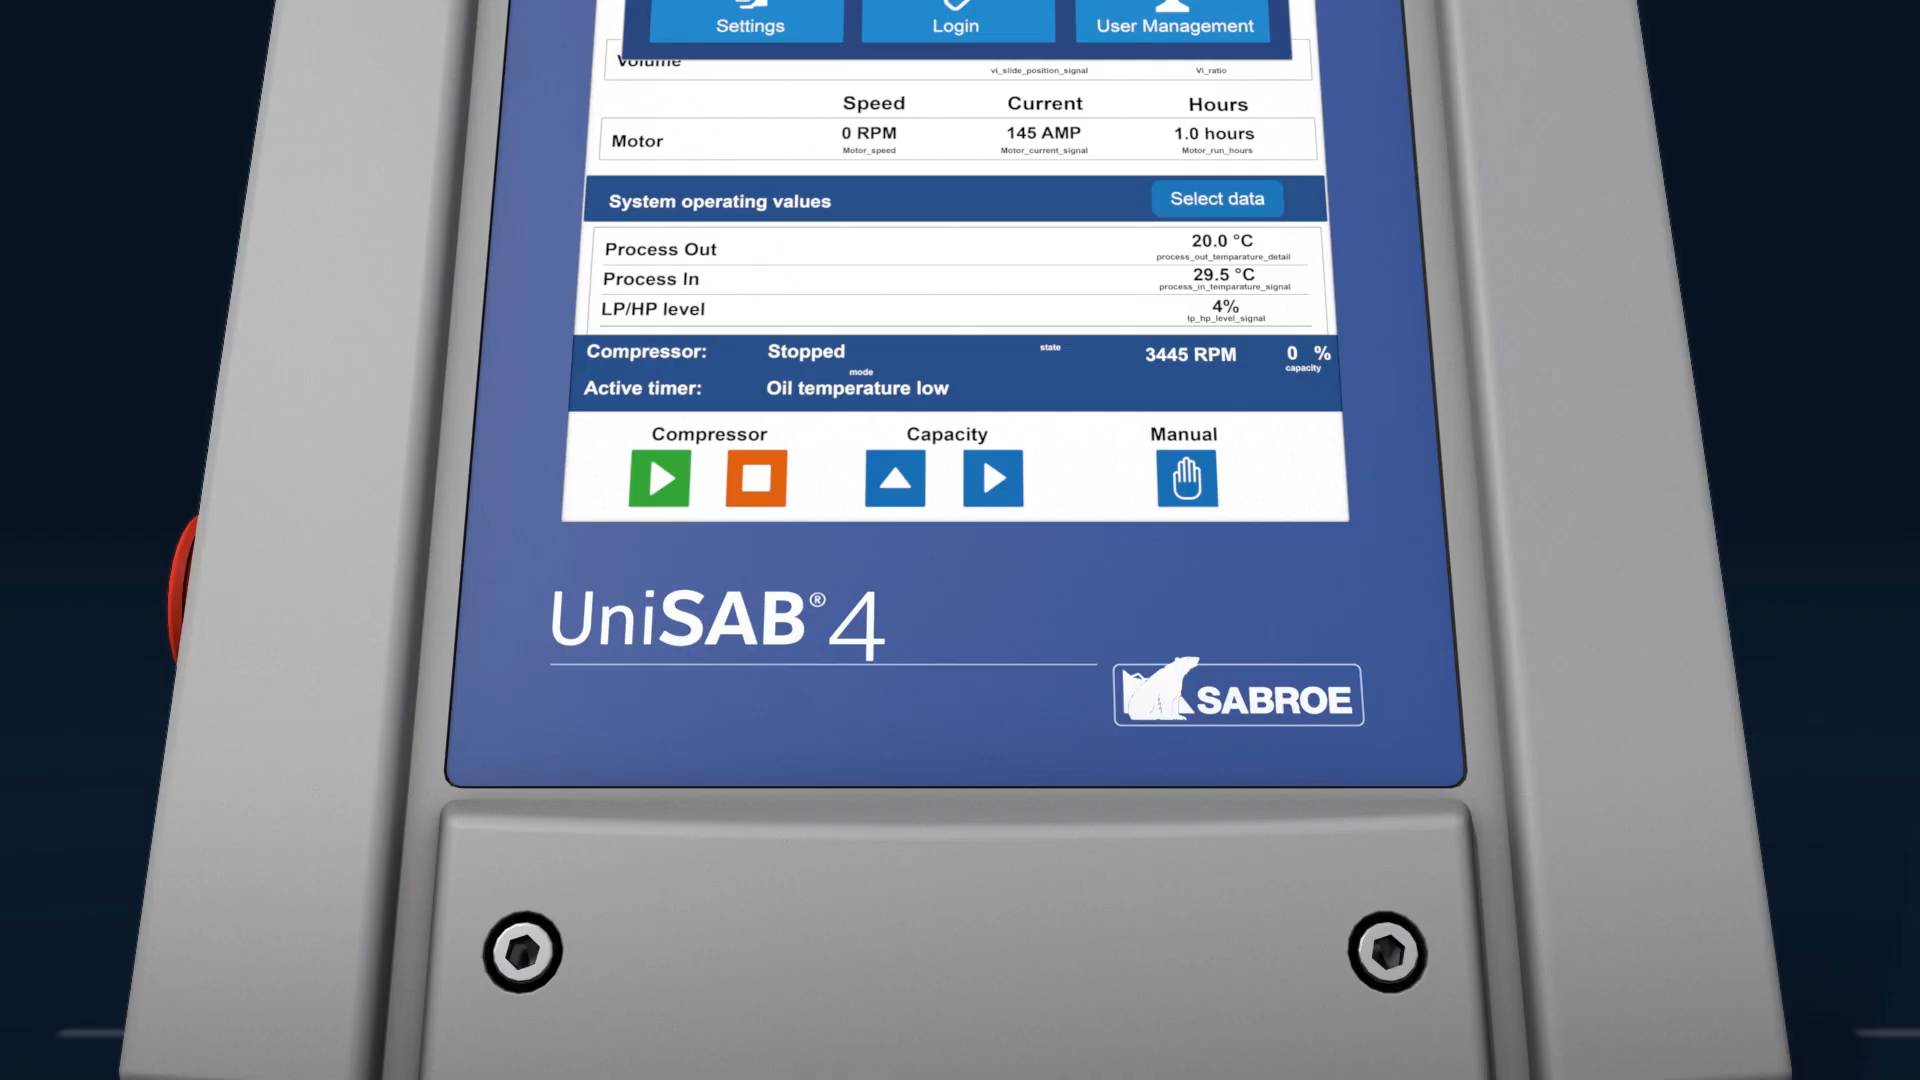 Settings Login User Management
Volume vi_slide_position_signal Vi_ratio
Speed Current Hours
Motor 0 RPM 145 AMP 1.0 hours
Motor_speed Motor_current_signal Motor_run_hours
System operating values Select data
Process Out 20.0 °C
process_out_temparature_detail
Process In 29.5 °C
process_in_temparature_signal
LP/HP level 4%
lp_hp_level_signal
Compressor: Stopped state 3445 RPM 0 %
mode capacity
Active timer: Oil temperature low
Compressor Capacity Manual
UniSAB® 4
SABROE